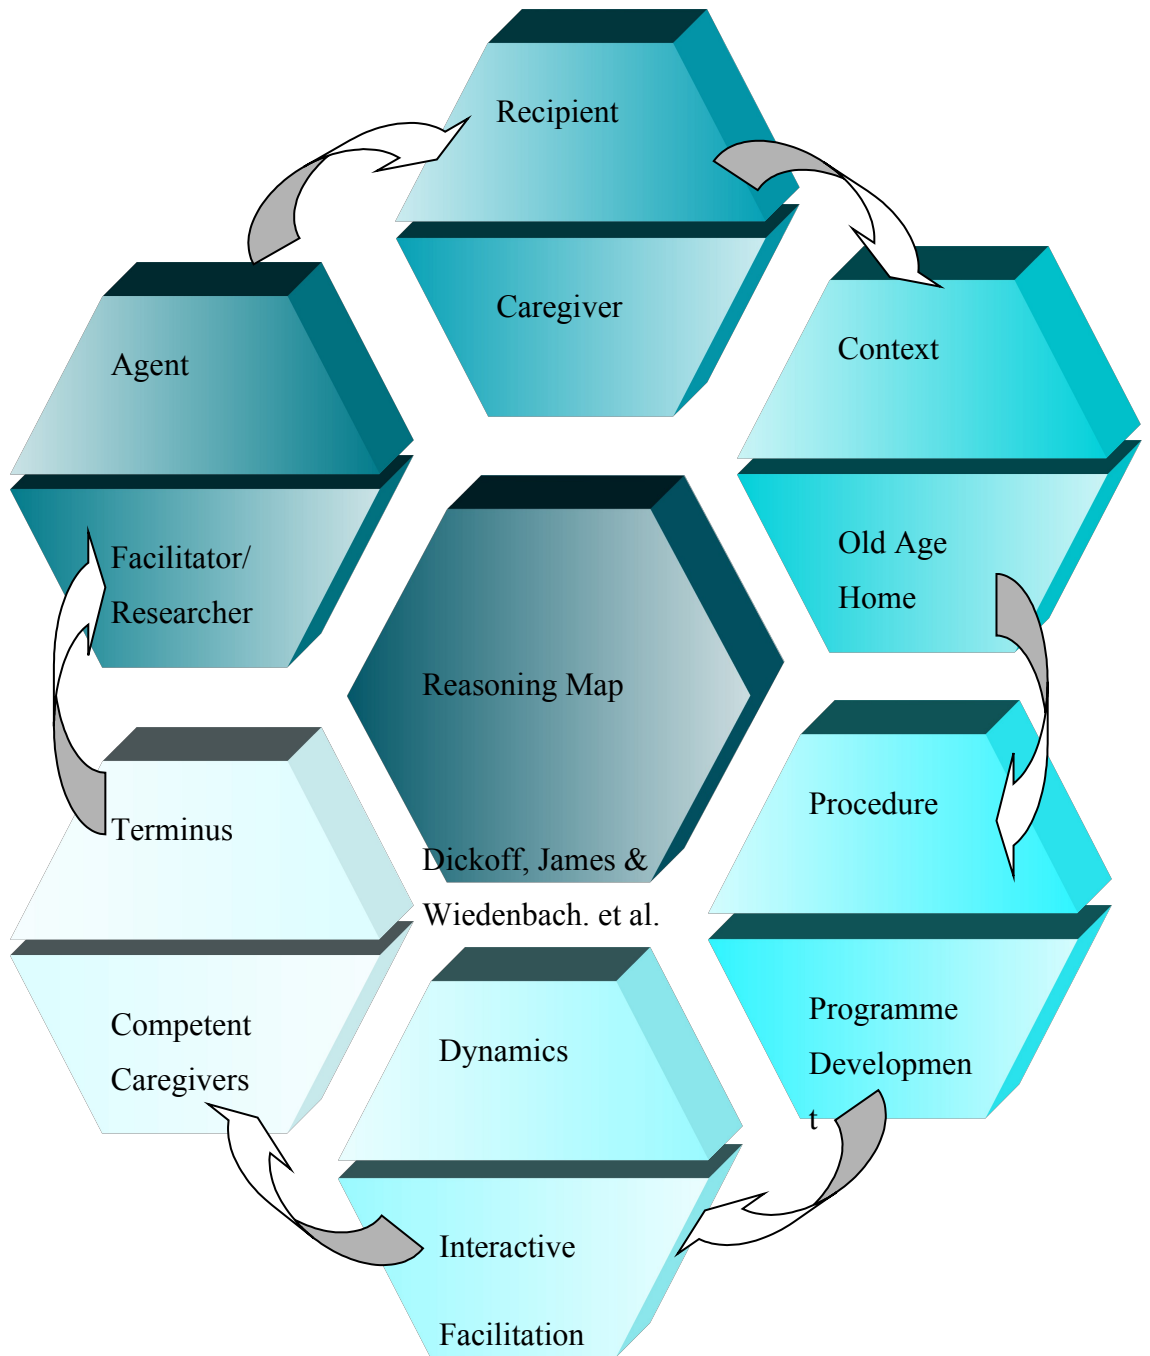 Recipient
Caregiver
Context
Old Age
Home
Procedure
Programme
Developmen
t
Dynamics
Interactive
Facilitation
Terminus
Competent
Caregivers
Agent
Facilitator/
Researcher
Reasoning Map
Dickoff, James &
Wiedenbach. et al.